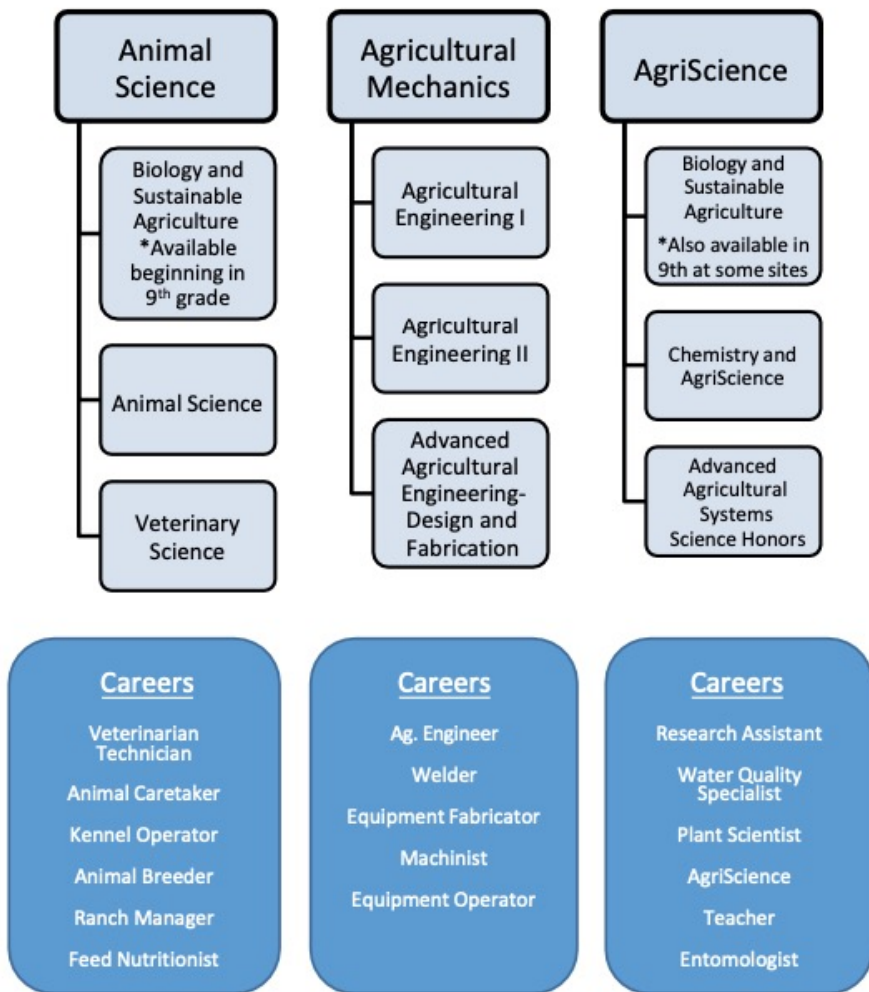 Animal
Science
Biology and
Sustainable
Agriculture
*Available
beginning in
9th grade
Animal Science
Veterinary
Science
Agricultural
Mechanics
Agricultural
Engineering I
Agricultural
Engineering II
Advanced
Agricultural
Engineering-
Design and
Fabrication
AgriScience
Biology and
Sustainable
Agriculture
*Also available in
9th at some sites
Chemistry and
AgriScience
Advanced
Agricultural
Systems
Science Honors
Careers
Veterinarian
Technician
Animal Caretaker
Kennel Operator
Animal Breeder
Ranch Manager
Feed Nutritionist
Careers
Ag. Engineer
Welder
Equipment Fabricator
Machinist
Equipment Operator
Careers
Research Assistant
Water Quality
Specialist
Plant Scientist
AgriScience
Teacher
Entomologist